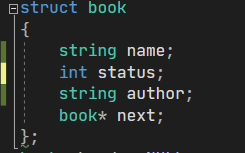 struct book
{
string name;
int status;
string author;
book* next;
};